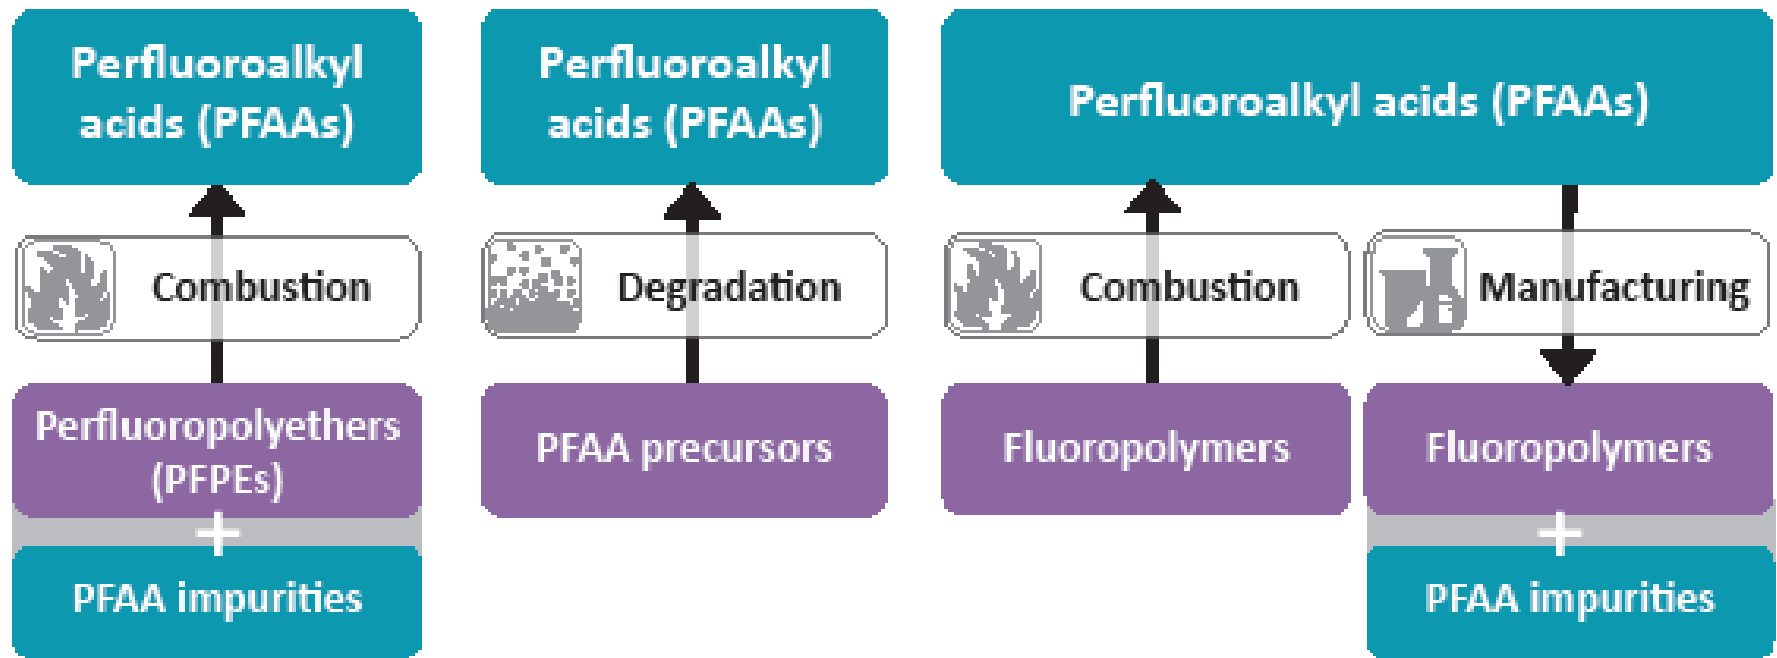 Perfluoroalkyl
acids (PFAAs)
Combustion
Perfluoropolyethers
(PFPEs)
+
PFAA impurities
Perfluoroalkyl
acids (PFAAs)
Degradation
PFAA precursors
Perfluoroalkyl acids (PFAAs)
Combustion
Fluoropolymers
Manufacturing
Fluoropolymers
+
PFAA impurities